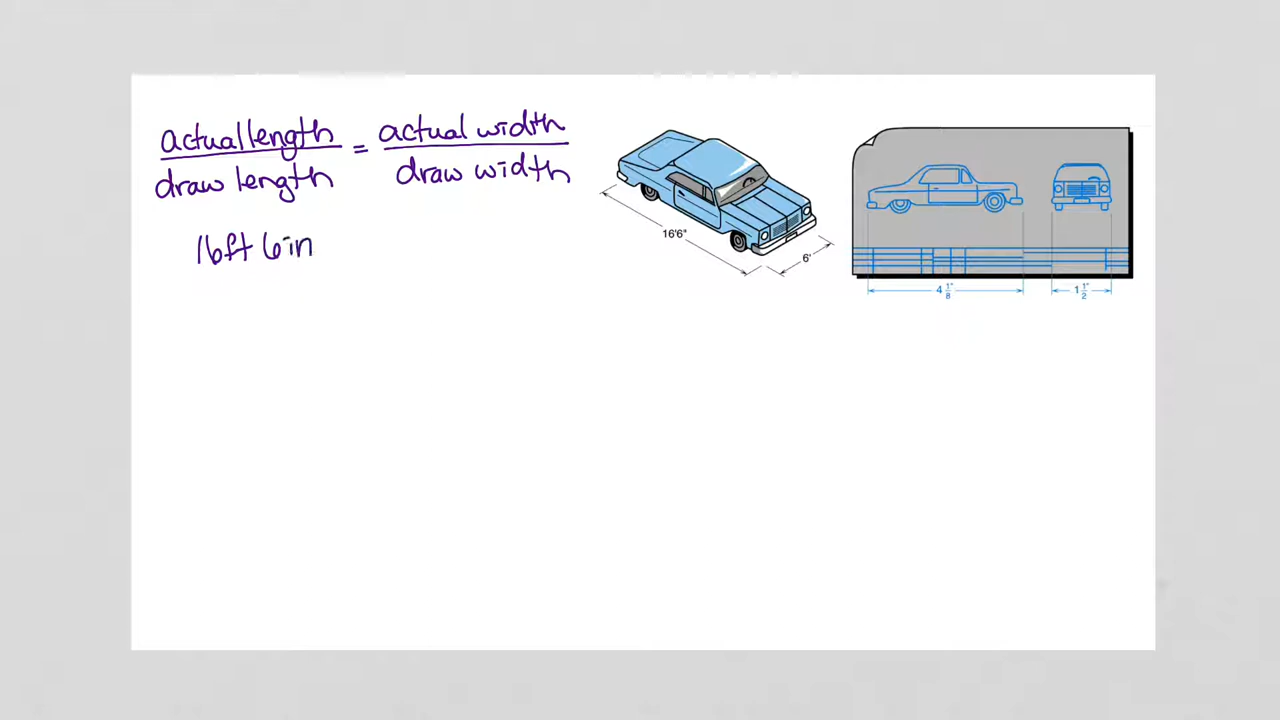 actual length = actual width
draw length draw width
16ft 6in
16'6"
6'
4 1/8"
1 1/2"